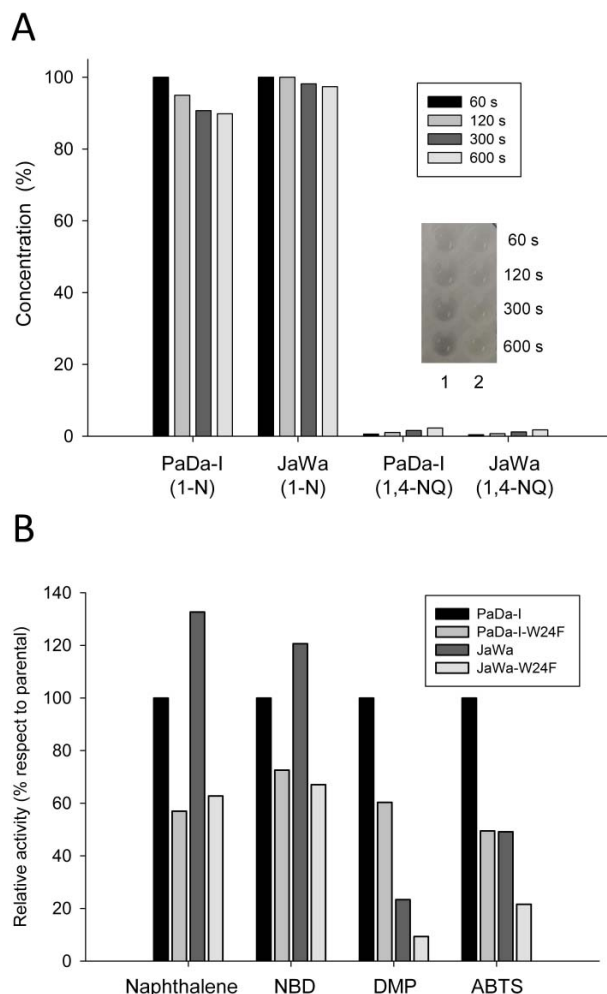 A
Concentration (%)
100
80
60
40
20
0
60 s
120 s
300 s
600 s
60 s
120 s
300 s
600 s
1 2
PaDa-I
(1-N)
JaWa
(1-N)
PaDa-I
(1,4-NQ)
JaWa
(1,4-NQ)
B
Relative activity (% respect to parental)
140
120
100
80
60
40
20
0
PaDa-I
PaDa-I-W24F
JaWa
JaWa-W24F
Naphthalene
NBD
DMP
ABTS